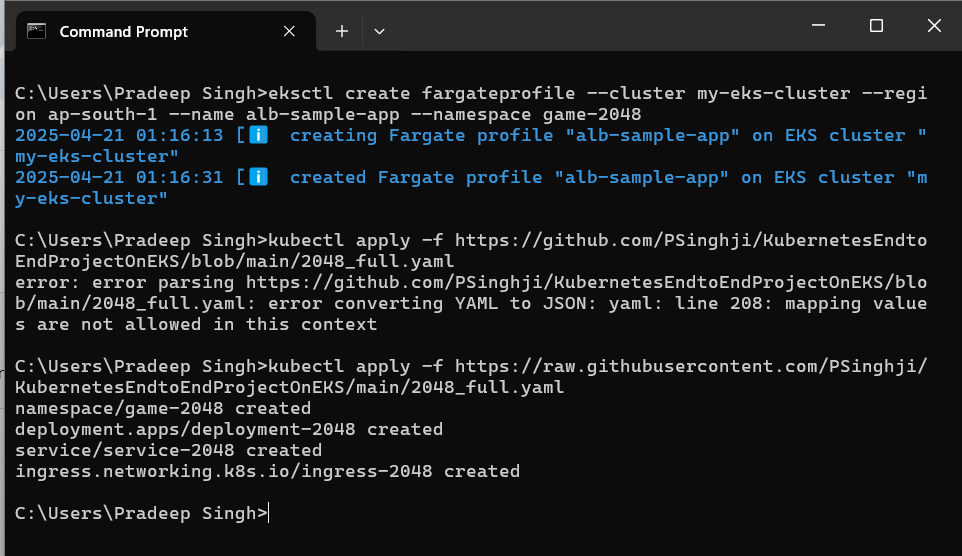 Command Prompt
C:\Users\Pradeep Singh>eksctl create fargateprofile --cluster my-eks-cluster --regi
on ap-south-1 --name alb-sample-app --namespace game-2048
2025-04-21 01:16:13 [ℹ]  creating Fargate profile "alb-sample-app" on EKS cluster "
my-eks-cluster"
2025-04-21 01:16:31 [ℹ]  created Fargate profile "alb-sample-app" on EKS cluster "m
y-eks-cluster"
C:\Users\Pradeep Singh>kubectl apply -f https://github.com/PSinghji/KubernetesEndto
EndProjectOnEKS/blob/main/2048_full.yaml
error: error parsing https://github.com/PSinghji/KubernetesEndtoEndProjectOnEKS/blo
b/main/2048_full.yaml: error converting YAML to JSON: yaml: line 208: mapping value
s are not allowed in this context
C:\Users\Pradeep Singh>kubectl apply -f https://raw.githubusercontent.com/PSinghji/
KubernetesEndtoEndProjectOnEKS/main/2048_full.yaml
namespace/game-2048 created
deployment.apps/deployment-2048 created
service/service-2048 created
ingress.networking.k8s.io/ingress-2048 created
C:\Users\Pradeep Singh>